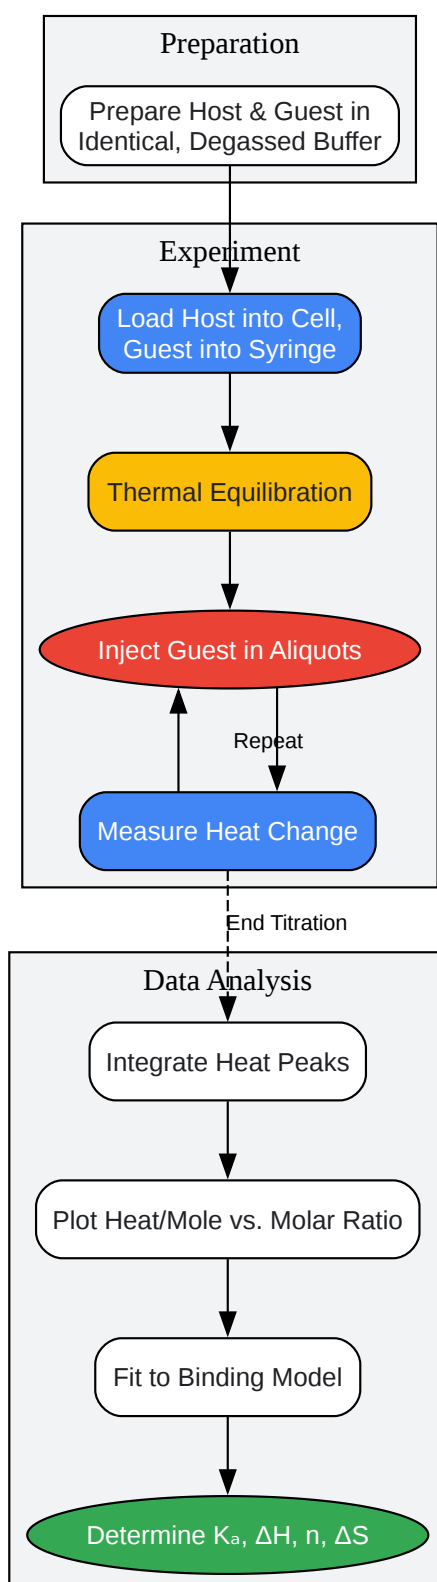 Preparation
Prepare Host & Guest in
Identical, Degassed Buffer
Experiment
Load Host into Cell,
Guest into Syringe
Thermal Equilibration
Inject Guest in Aliquots
Repeat
Measure Heat Change
End Titration
Data Analysis
Integrate Heat Peaks
Plot Heat/Mole vs. Molar Ratio
Fit to Binding Model
Determine Kₐ, ΔH, n, ΔS